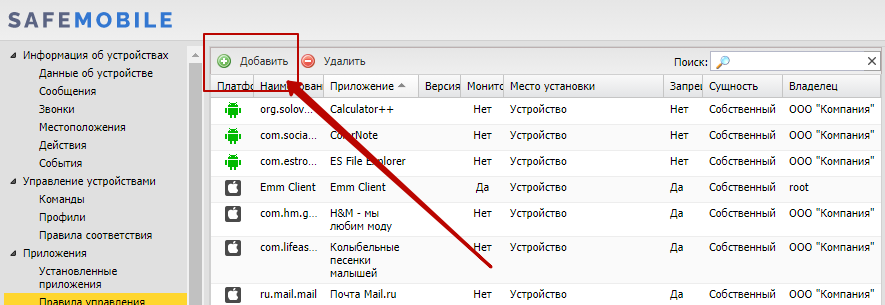 SAFEMOBILE
Информация об устройствах
Данные об устройстве
Сообщения
Звонки
Местоположения
Действия
События
Управление устройствами
Команды
Профили
Правила соответствия
Приложения
Установленные
приложения
Правила управления
Добавить Удалить Поиск:
Платфо Приложение Версия Монито Место установки Запрещ Сущность Владелец
org.solov... Calculator++ Нет Устройство Нет Собственный ООО "Компания"
com.socia... ColorNote Нет Устройство Нет Собственный ООО "Компания"
com.estro... ES File Explorer Нет Устройство Нет Собственный ООО "Компания"
Emm Client Emm Client Да Устройство Да Собственный root
com.hm.g... H&M - мы Нет Устройство Да Собственный ООО "Компания"
любим моду
com.lifeas... Колыбельные Нет Устройство Да Собственный ООО "Компания"
песенки
малышей
ru.mail.mail Почта Mail.ru Нет Устройство Да Собственный ООО "Компания"